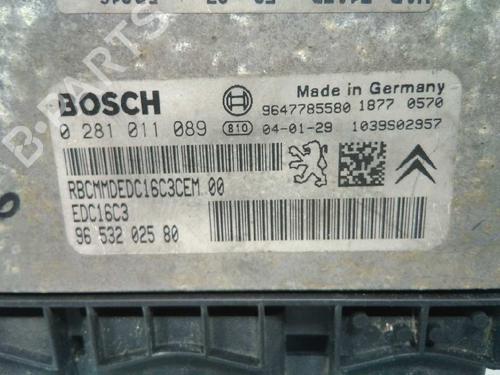 B-PARTS
BOSCH
Made in Germany
9647785580 1877 0570
0 281 011 089 810 04-01-29 1039S02957
RBCMMDEDC16C3CEM 00
EDC16C3
96 532 025 80